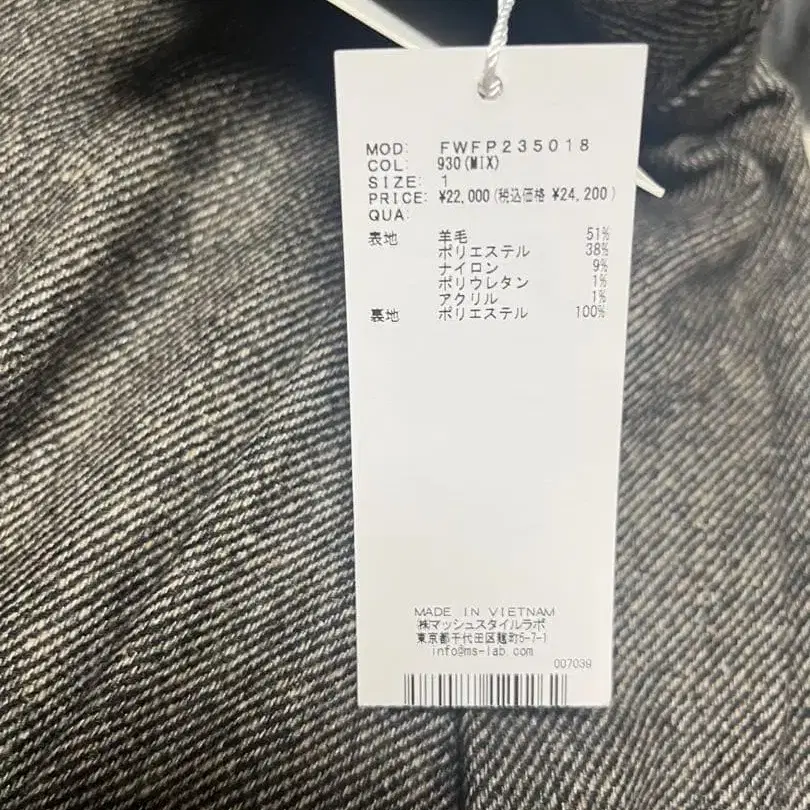 MOD: FWFP235018
COL: 930(MIX)
SIZE: 1
PRICE: ¥22,000(税込価格 ¥24,200)
QUA:
表地 羊毛 51%
ポリエステル 38%
ナイロン 9%
ポリウレタン 1%
アクリル 1%
裏地 ポリエステル 100%
MADE IN VIETNAM
㈱マッシュスタイルラボ
東京都千代田区麹町5-7-1
info@ms-lab.com
007039